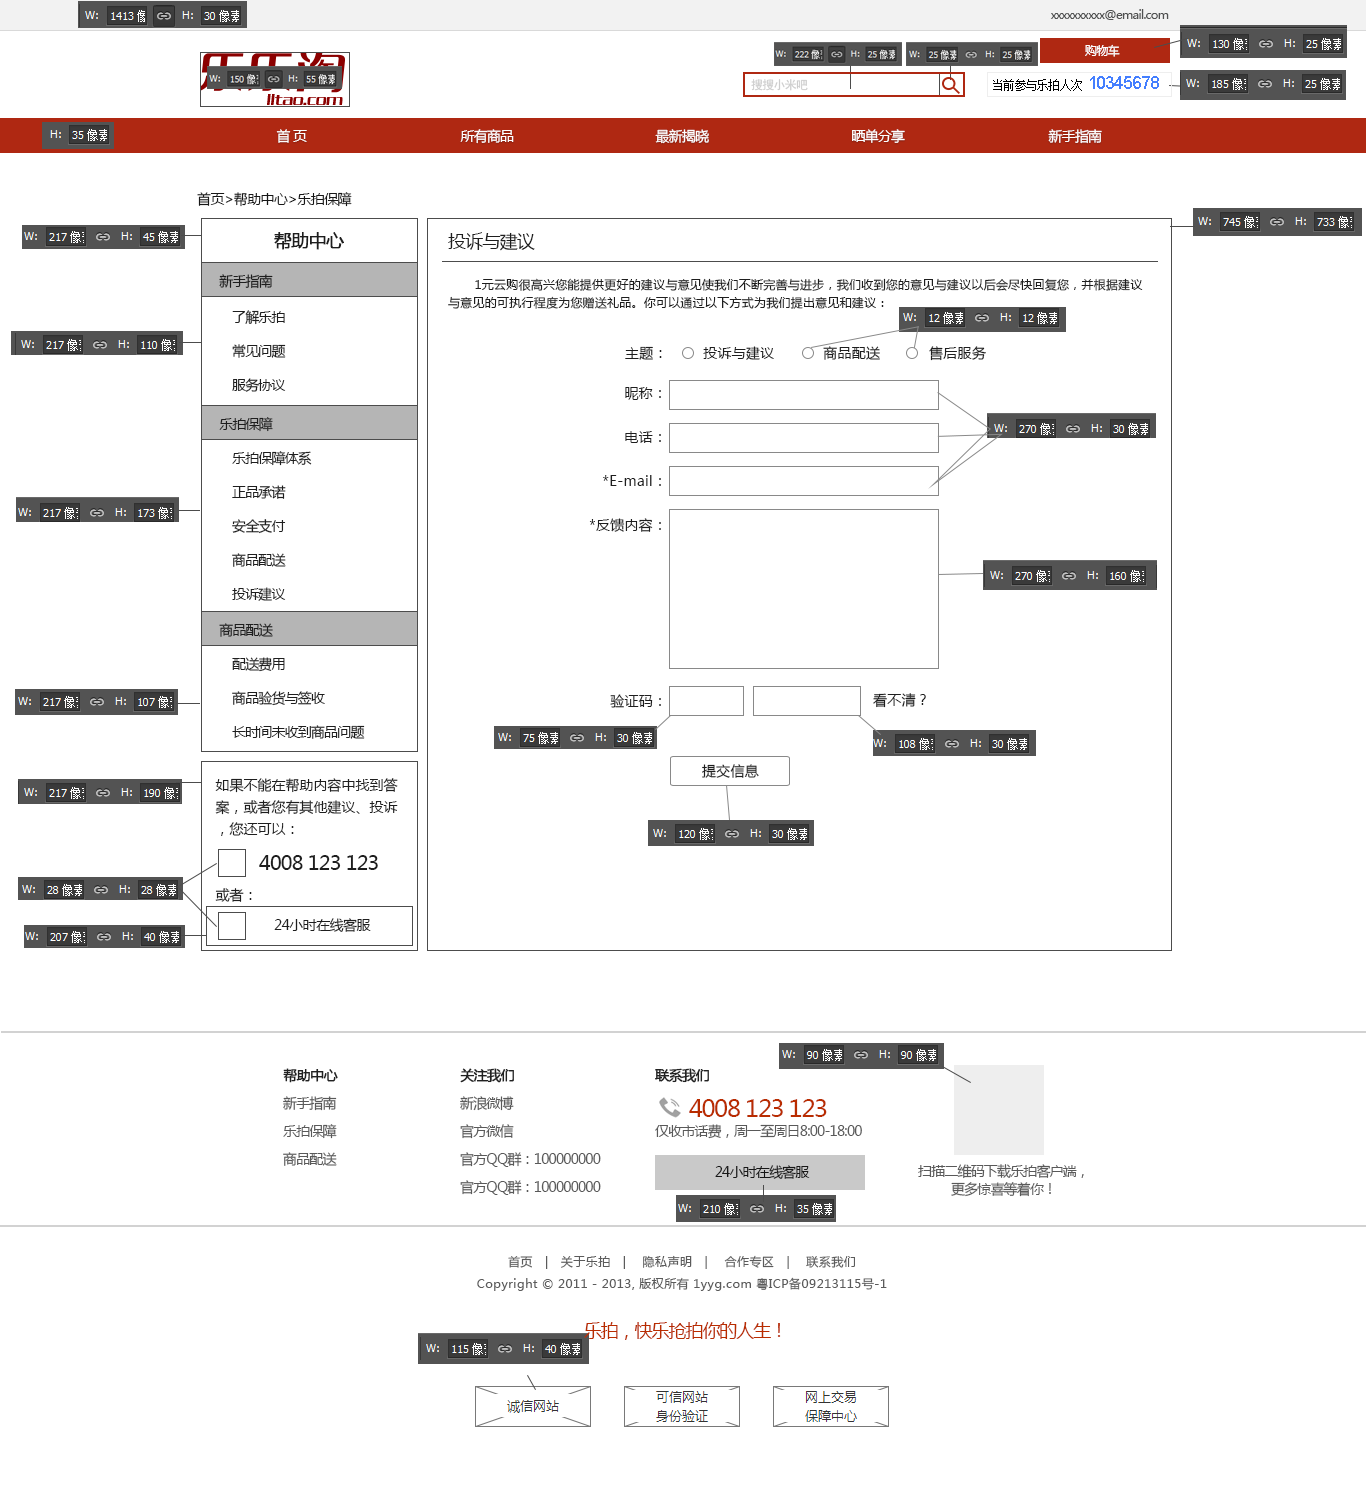 W: 1413 像 H: 30 像素
xxxxxxxxxx@email.com
乐乐淘
lltao.com
W: 150 像素 H: 55 像素
W: 222 像 H: 25 像素
W: 25 像素 H: 25 像素
购物车
W: 130 像素 H: 25 像素
搜搜小米吧
当前参与乐拍人次 10345678
W: 185 像 H: 25 像素
H: 35 像素
首 页
所有商品
最新揭晓
晒单分享
新手指南
首页>帮助中心>乐拍保障
W: 217 像 H: 45 像素
帮助中心
新手指南
了解乐拍
常见问题
服务协议
W: 217 像 H: 110 像
乐拍保障
乐拍保障体系
正品承诺
安全支付
商品配送
投诉建议
W: 217 像 H: 173 像
商品配送
配送费用
商品验货与签收
长时间未收到商品问题
W: 217 像 H: 107 像
W: 217 像 H: 190 像
如果不能在帮助内容中找到答
案，或者您有其他建议、投诉
，您还可以：
4008 123 123
W: 28 像素 H: 28 像素
或者：
24小时在线客服
W: 207 像 H: 40 像素
W: 745 像 H: 733 像
投诉与建议
1元云购很高兴您能提供更好的建议与意见使我们不断完善与进步，我们收到您的意见与建议以后会尽快回复您，并根据建议
与意见的可执行程度为您赠送礼品。你可以通过以下方式为我们提出意见和建议：
W: 12 像素 H: 12 像素
主题： 投诉与建议 商品配送 售后服务
昵称：
电话：
W: 270 像 H: 30 像素
*E-mail：
*反馈内容：
W: 270 像 H: 160 像
验证码： 看不清？
W: 75 像素 H: 30 像素
W: 108 像 H: 30 像素
提交信息
W: 120 像 H: 30 像素
W: 90 像素 H: 90 像素
帮助中心
新手指南
乐拍保障
商品配送
关注我们
新浪微博
官方微信
官方QQ群：100000000
官方QQ群：100000000
联系我们
4008 123 123
仅收市话费，周一至周日8:00-18:00
24小时在线客服
W: 210 像 H: 35 像素
扫描二维码下载乐拍客户端，
更多惊喜等着你！
首页 | 关于乐拍 | 隐私声明 | 合作专区 | 联系我们
Copyright © 2011 - 2013, 版权所有 1yyg.com 粤ICP备09213115号-1
乐拍，快乐抢拍你的人生！
W: 115 像 H: 40 像素
诚信网站
可信网站
身份验证
网上交易
保障中心